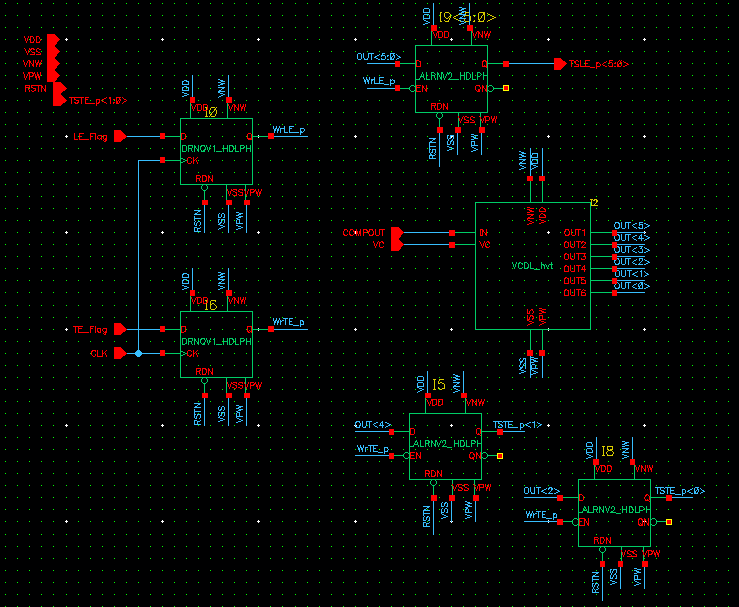 VDD
VSS
VNW
VPW
RSTN
TSTE_p<1:0>
VDD
VNW
I0
VDD
VNW
LE_Flag
D
Q
WrLE_p
DRNQV1_HDLPH
CK
RDN
VSS
VPW
RSTN
VSS
VPW
VDD
VNW
I6
VDD
VNW
TE_Flag
D
Q
WrTE_p
DRNQV1_HDLPH
CLK
CK
RDN
VSS
VPW
RSTN
VSS
VPW
I9<5:0>
VDD
VNW
VDD
VNW
OUT<5:0>
D
Q
TSLE_p<5:0>
ALRNV2_HDLPH
WrLE_p
EN
QN
RDN
VSS
VPW
RSTN
VSS
VPW
VNW
VDD
I2
VNW
VDD
COMPOUT
IN
VC
VC
VCDL_hvt
OUT1
OUT<5>
OUT2
OUT<4>
OUT3
OUT<3>
OUT4
OUT<2>
OUT5
OUT<1>
OUT6
OUT<0>
VSS
VPW
VSS
VPW
VDD
VNW
I5
VDD
VNW
OUT<4>
D
Q
TSTE_p<1>
ALRNV2_HDLPH
WrTE_p
EN
QN
RDN
VSS
VPW
RSTN
VSS
VPW
VDD
VNW
I8
VDD
VNW
OUT<2>
D
Q
TSTE_p<0>
ALRNV2_HDLPH
WrTE_p
EN
QN
RDN
VSS
VPW
RSTN
VSS
VPW